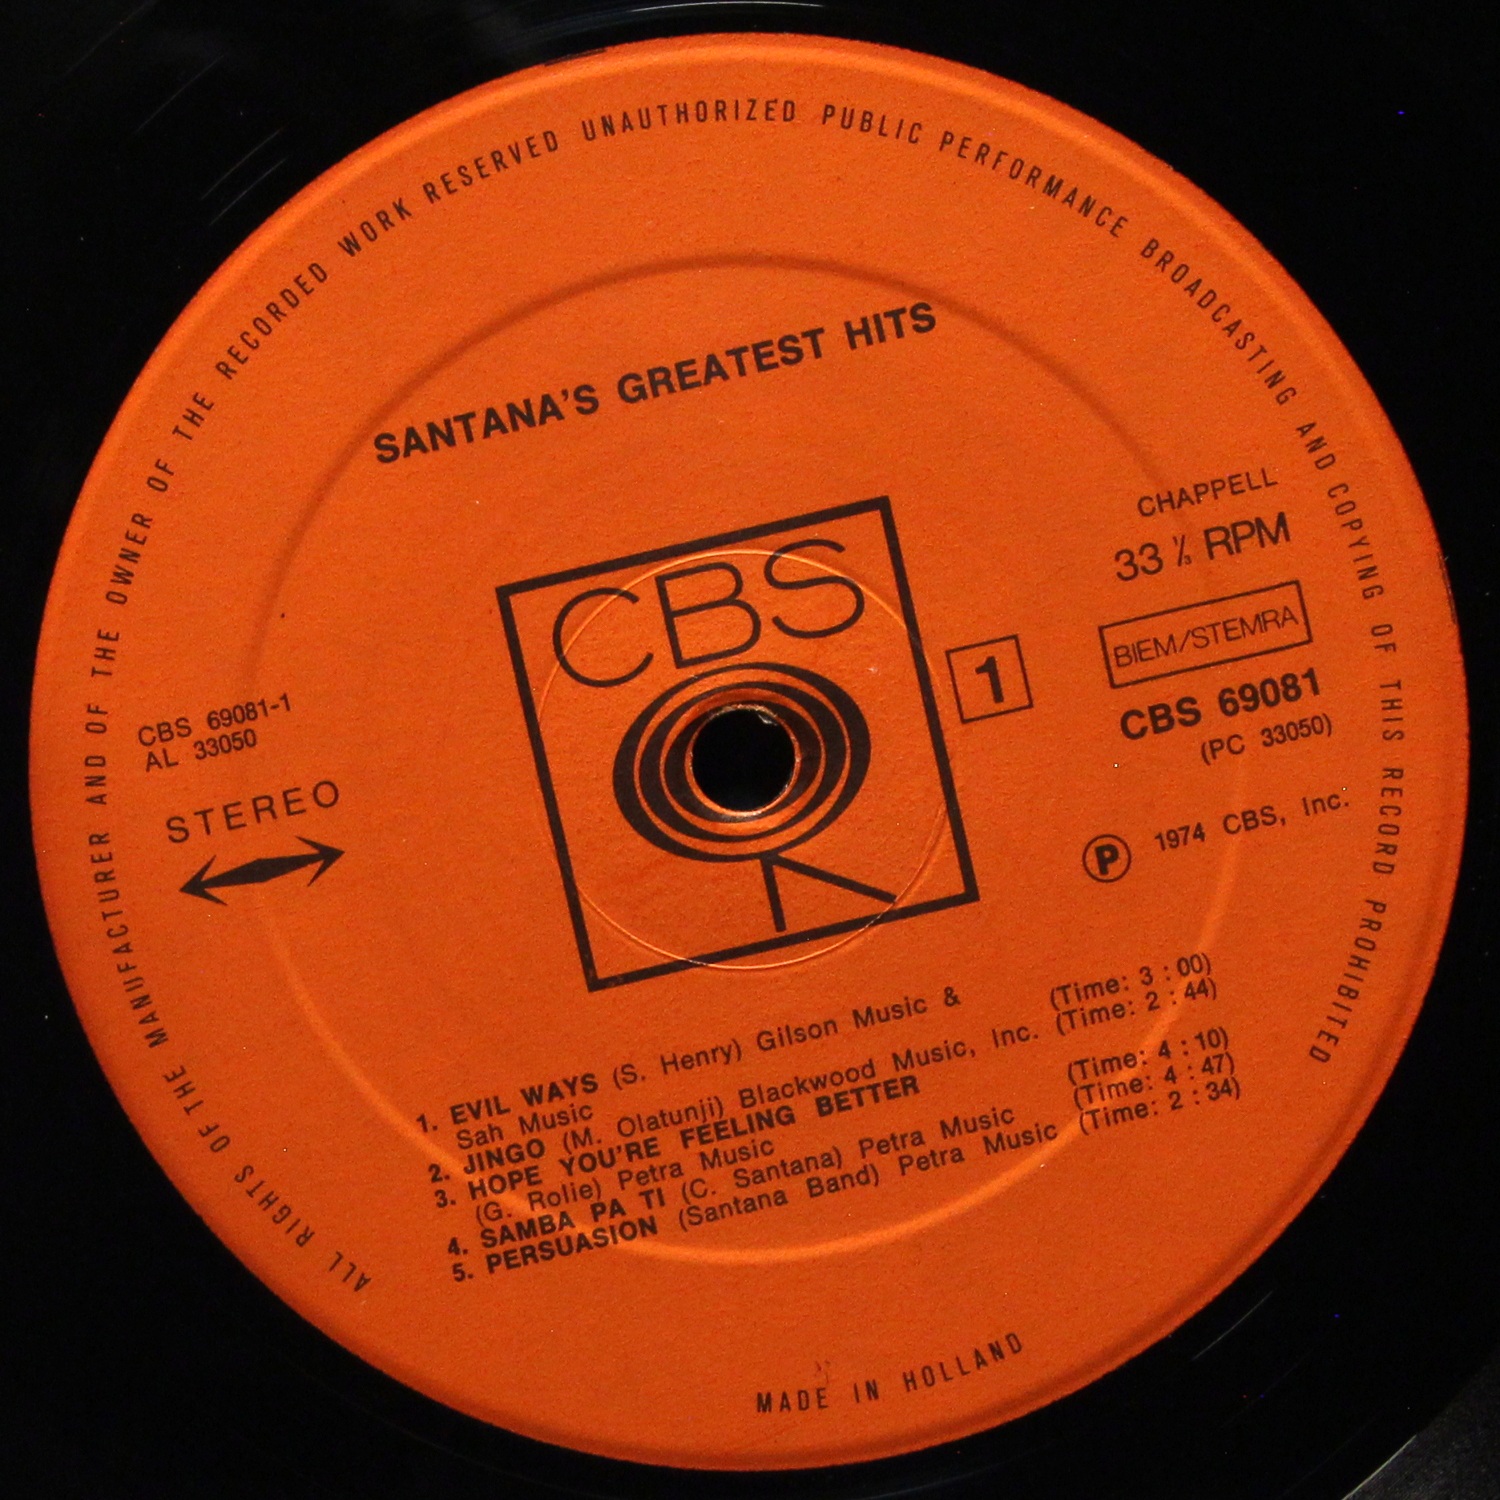 ALL RIGHTS OF THE MANUFACTURER AND OF THE OWNER OF THE RECORDED WORK RESERVED UNAUTHORIZED PUBLIC PERFORMANCE BROADCASTING AND COPYING OF THIS RECORD PROHIBITED
SANTANA'S GREATEST HITS
CBS
CHAPPELL
33⅓ RPM
BIEM/STEMRA
1
CBS 69081
(PC 33050)
CBS 69081-1
AL 33050
STEREO
Ⓟ 1974 CBS, Inc.
1. EVIL WAYS (S. Henry) Gilson Music & (Time: 3 : 00)
Sah Music
2. JINGO (M. Olatunji) Blackwood Music, Inc. (Time: 2 : 44)
3. HOPE YOU'RE FEELING BETTER
(G. Rolie) Petra Music (Time: 4 : 10)
4. SAMBA PA TI (C. Santana) Petra Music (Time: 4 : 47)
5. PERSUASION (Santana Band) Petra Music (Time: 2 : 34)
MADE IN HOLLAND